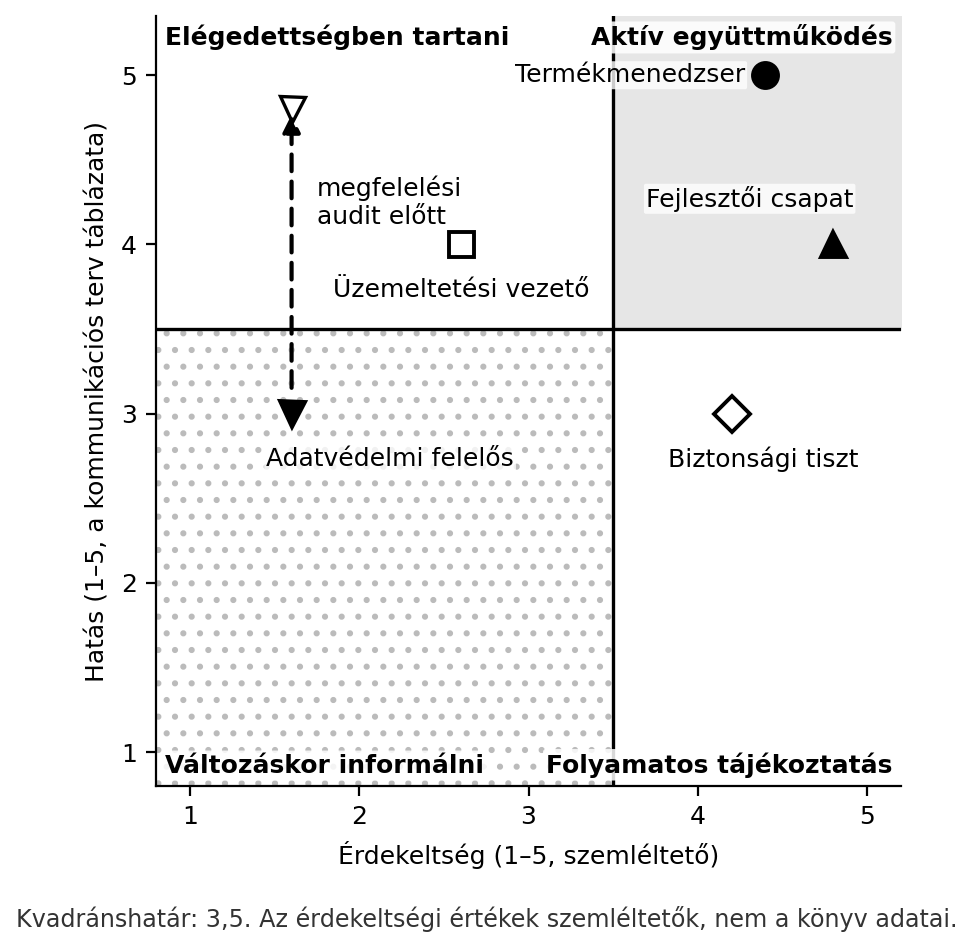 Elégedettségben tartani
Aktív együttműködés
Termékmenedzser
megfelelési
audit előtt
Fejlesztői csapat
Üzemeltetési vezető
Adatvédelmi felelős
Biztonsági tiszt
Változáskor informálni
Folyamatos tájékoztatás
Hatás (1–5, a kommunikációs terv táblázata)
5
4
3
2
1
1 2 3 4 5
Érdekeltség (1–5, szemléltető)
Kvadránshatár: 3,5. Az érdekeltségi értékek szemléltetők, nem a könyv adatai.